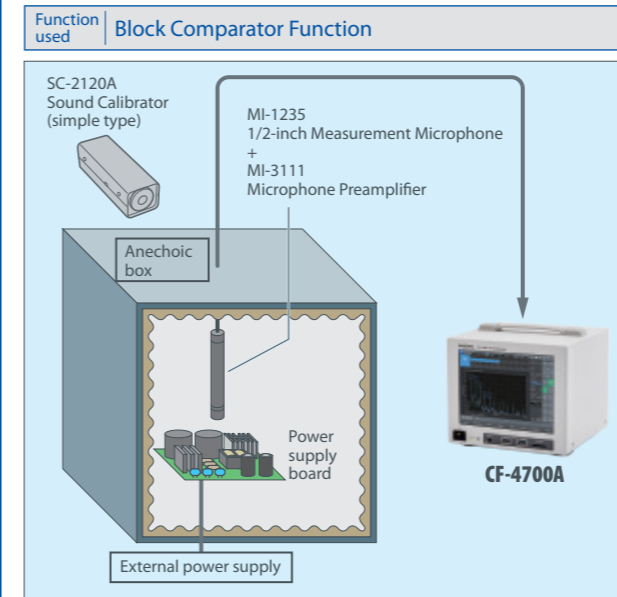 Function
used
Block Comparator Function
SC-2120A
Sound Calibrator
(simple type)
MI-1235
1/2-inch Measurement Microphone
+
MI-3111
Microphone Preamplifier
Anechoic
box
Power
supply
board
CF-4700A
External power supply